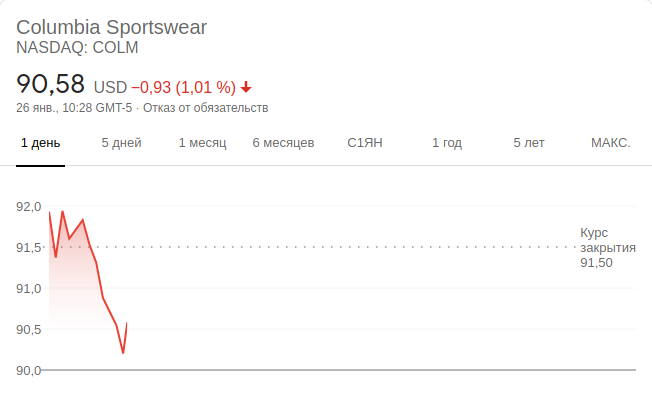 Columbia Sportswear
NASDAQ: COLM
90,58 USD −0,93 (1,01 %)
26 янв., 10:28 GMT-5 · Отказ от обязательств
1 день 5 дней 1 месяц 6 месяцев С1ЯН 1 год 5 лет МАКС.
92,0
91,5
91,0
90,5
90,0
Курс
закрытия
91,50